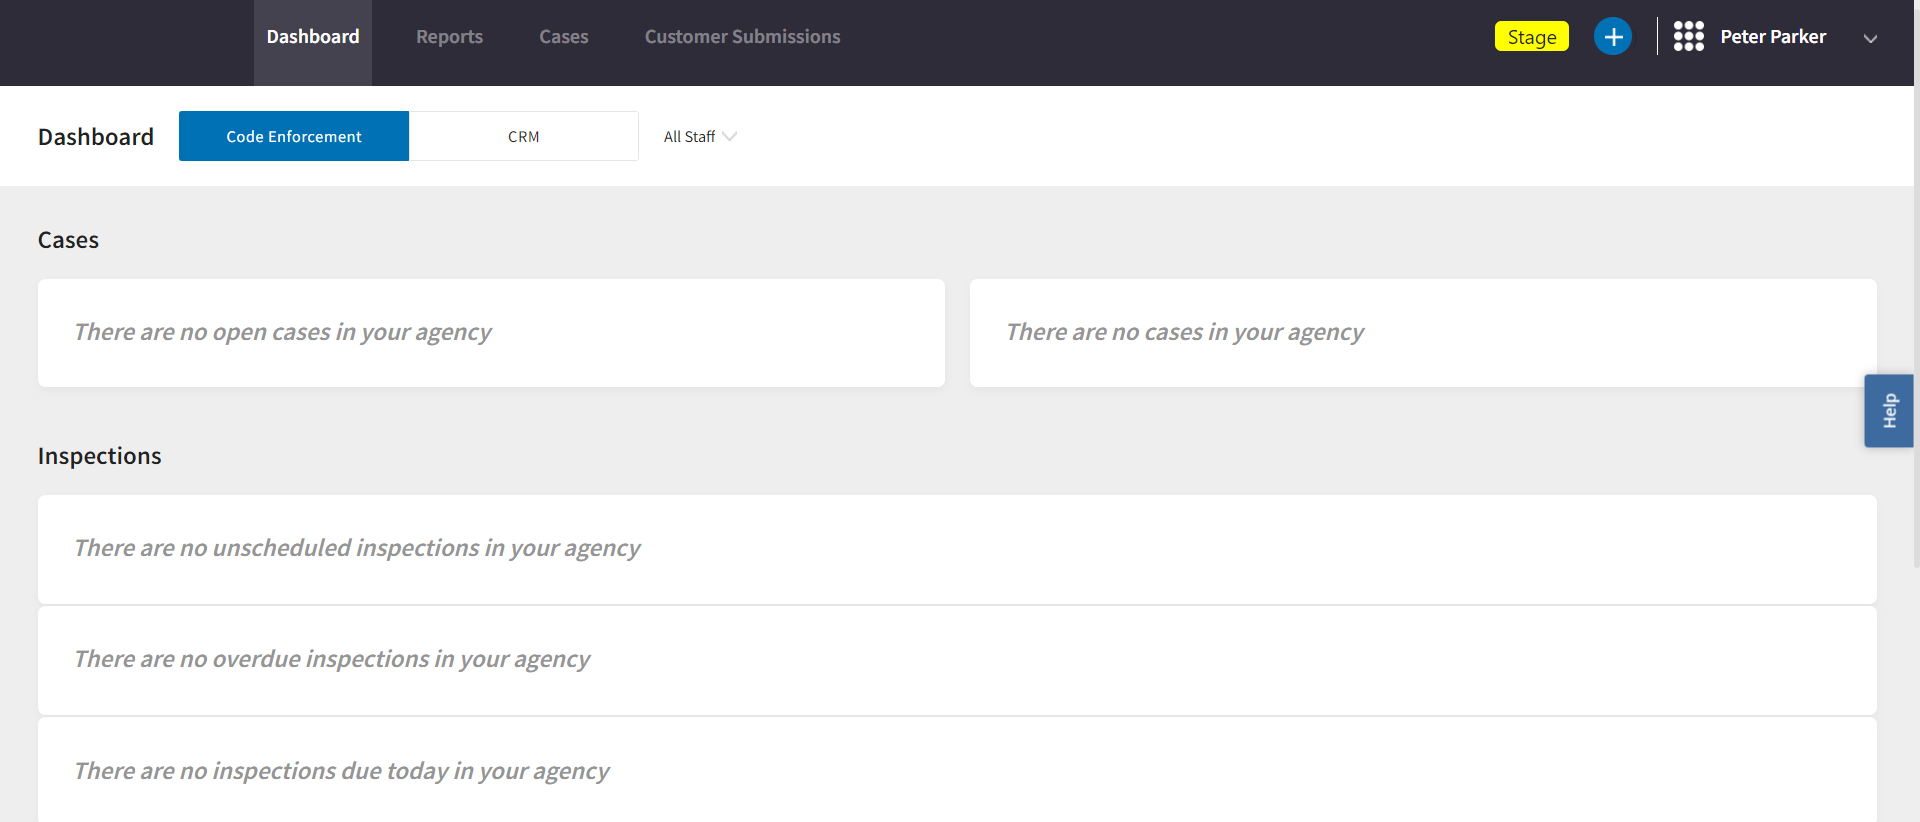 Dashboard Reports Cases Customer Submissions Stage Peter Parker
Dashboard Code Enforcement CRM All Staff
Cases
There are no open cases in your agency
There are no cases in your agency
Help
Inspections
There are no unscheduled inspections in your agency
There are no overdue inspections in your agency
There are no inspections due today in your agency